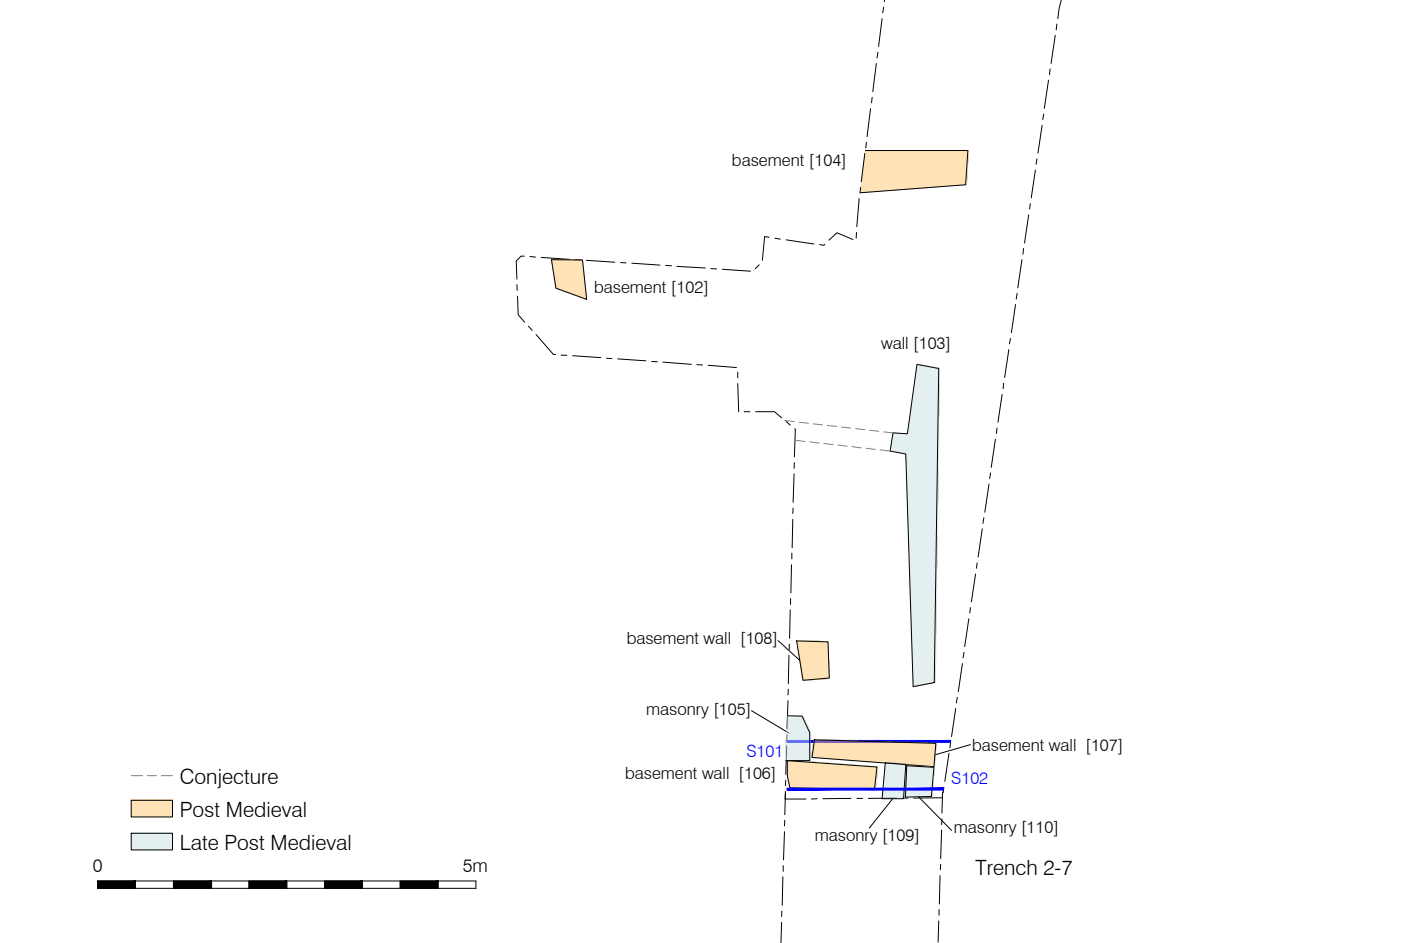 basement [104]
basement [102]
wall [103]
basement wall [108]
masonry [105]
basement wall [107]
S101
basement wall [106]
S102
Conjecture
Post Medieval
masonry [110]
masonry [109]
Late Post Medieval
0 5m
Trench 2-7